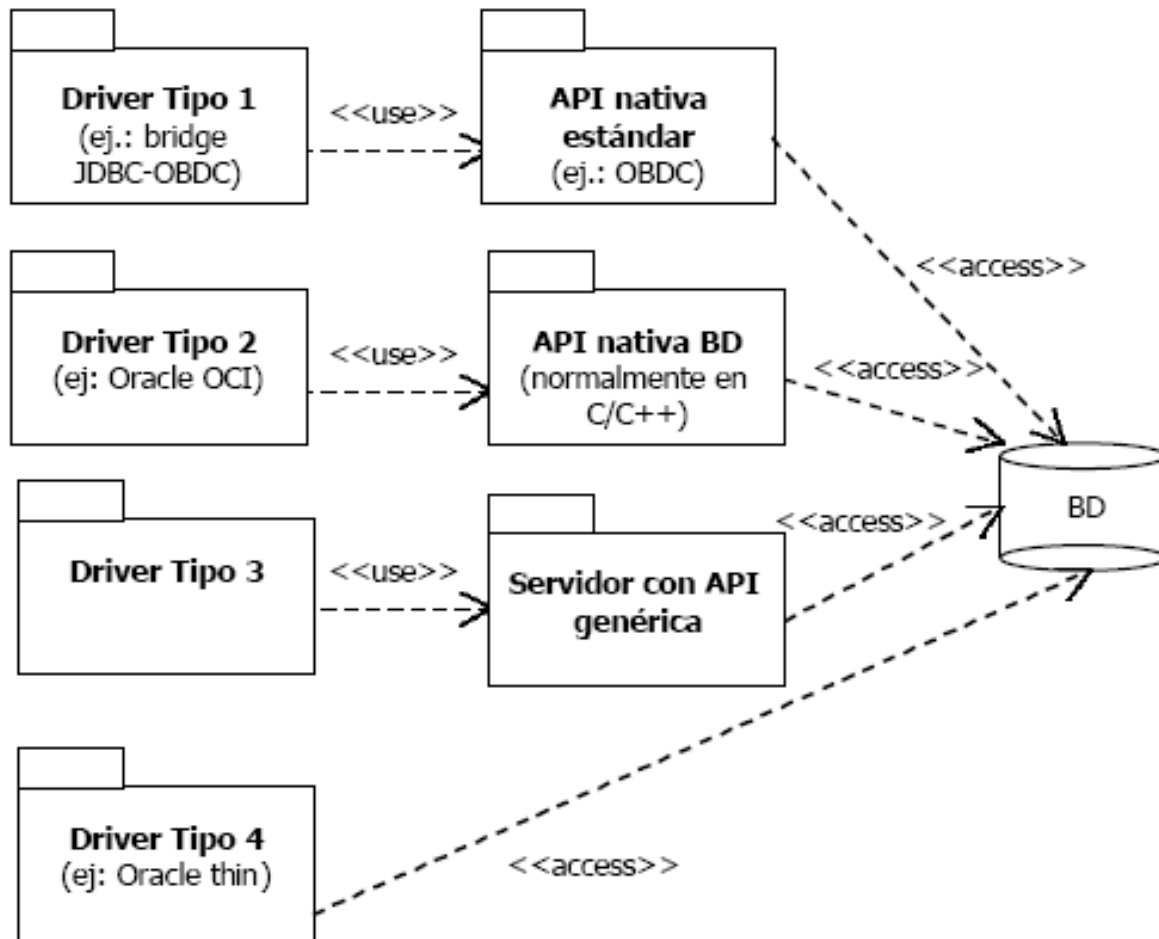 Driver Tipo 1
(ej.: bridge
JDBC-OBDC)
<<use>>
API nativa
estándar
(ej.: OBDC)
<<access>>
Driver Tipo 2
(ej: Oracle OCI)
<<use>>
API nativa BD
(normalmente en
C/C++)
<<access>>
BD
Driver Tipo 3
<<use>>
Servidor con API
genérica
<<access>>
Driver Tipo 4
(ej: Oracle thin)
<<access>>